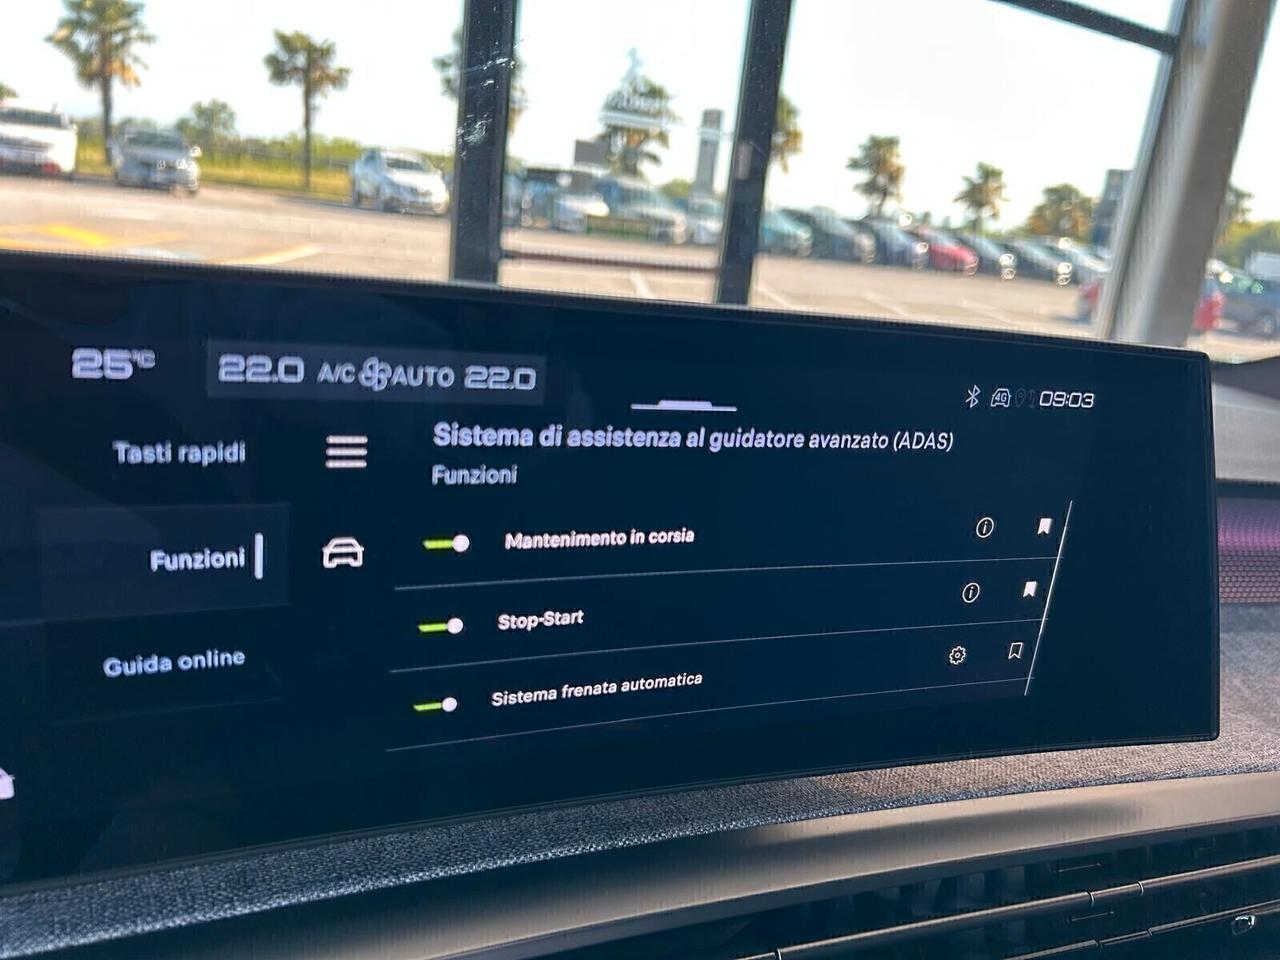 25°C
22.0 A/C AUTO 22.0
4G 09:03
Tasti rapidi
Sistema di assistenza al guidatore avanzato (ADAS)
Funzioni
Funzioni
Mantenimento in corsia
Stop-Start
Guida online
Sistema frenata automatica